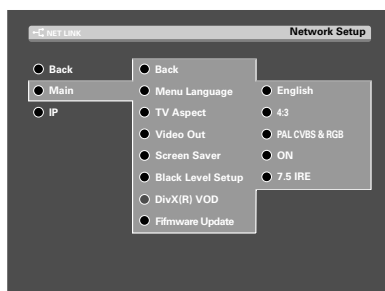 NET LINK Network Setup
Back Back
Main Menu Language English
IP TV Aspect 4:3
Video Out PAL CVBS & RGB
Screen Saver ON
Black Level Setup 7.5 IRE
DivX(R) VOD
Fifmware Update